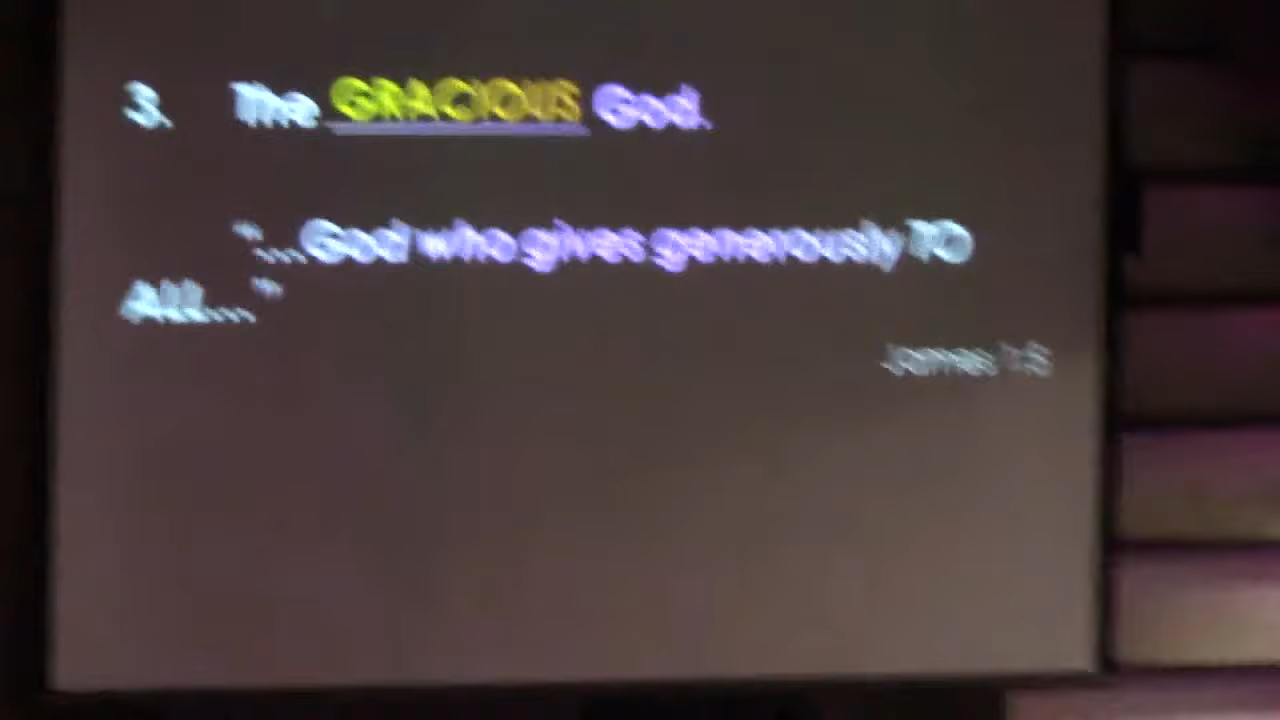 3. The GRACIOUS God.
"...God who gives generously TO
ALL..."
James 1:5